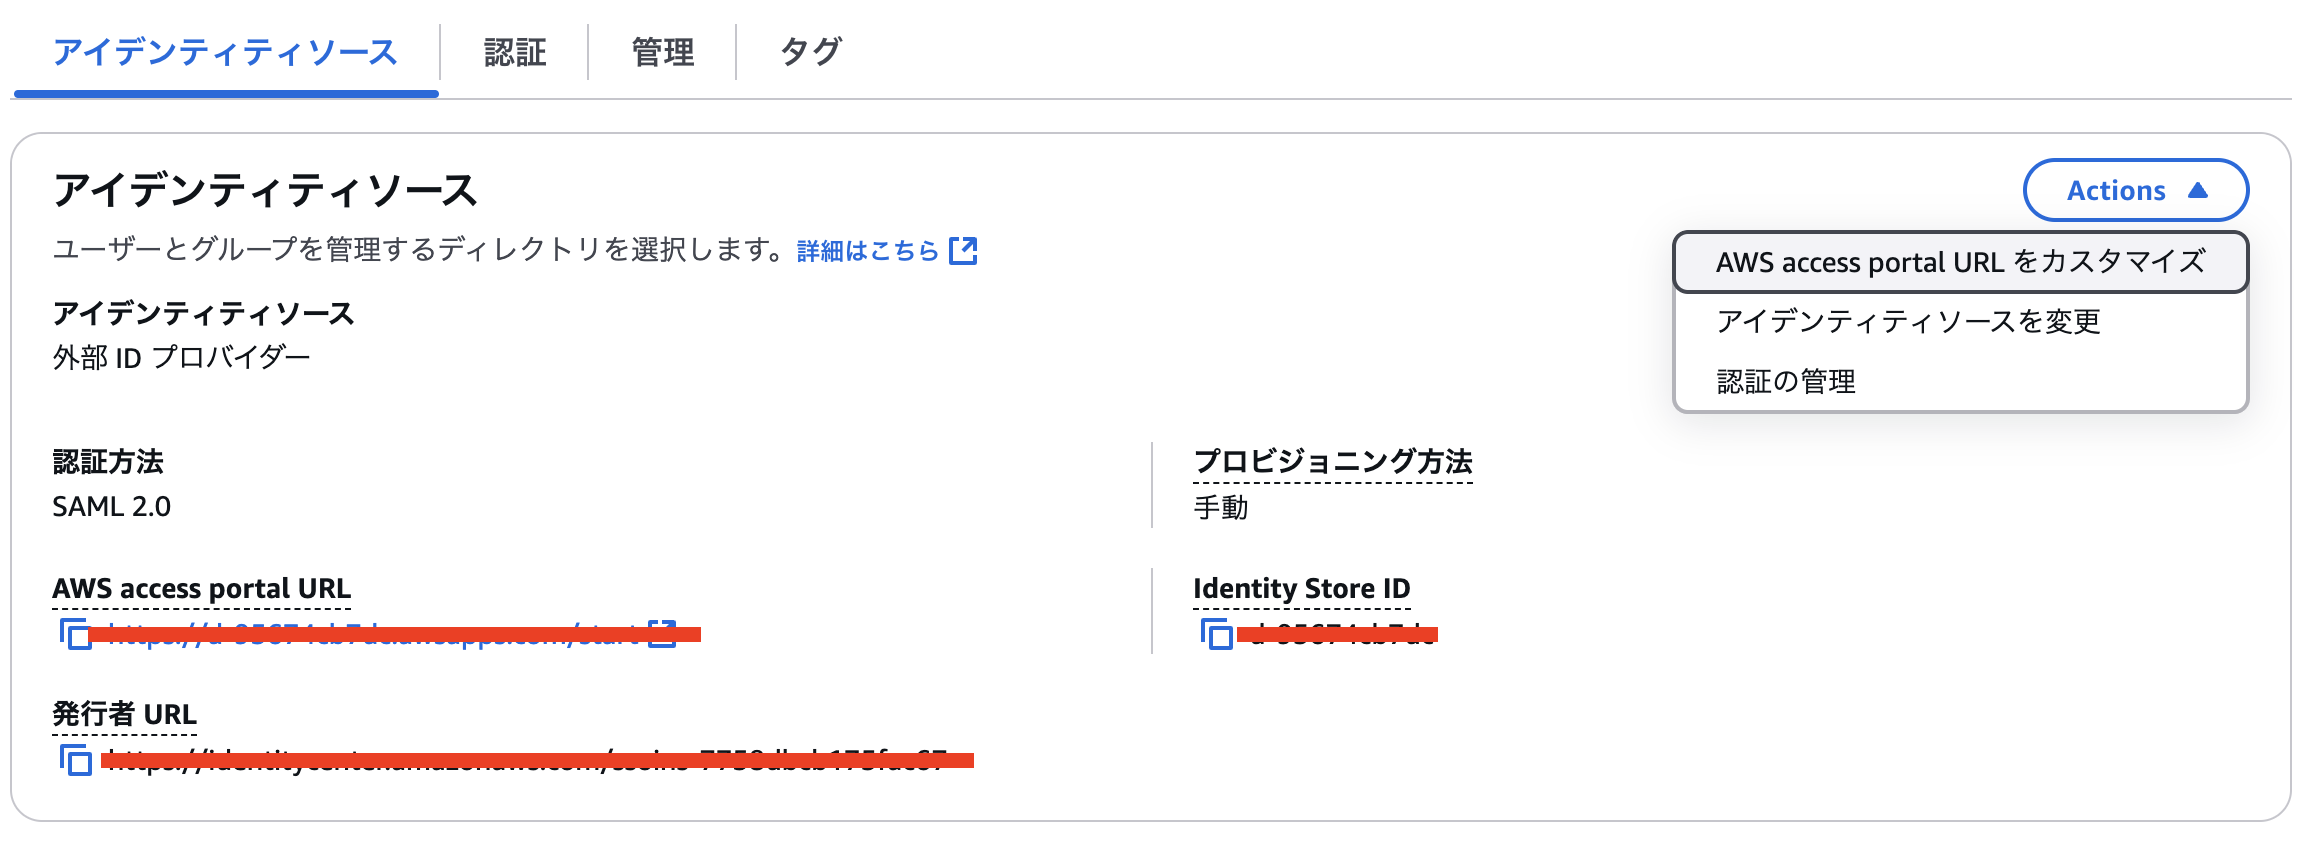 アイデンティティソース
認証
管理
タグ
アイデンティティソース
Actions
ユーザーとグループを管理するディレクトリを選択します。詳細はこちら
AWS access portal URL をカスタマイズ
アイデンティティソースを変更
認証の管理
アイデンティティソース
外部 ID プロバイダー
認証方法
SAML 2.0
プロビジョニング方法
手動
AWS access portal URL
Identity Store ID
発行者 URL